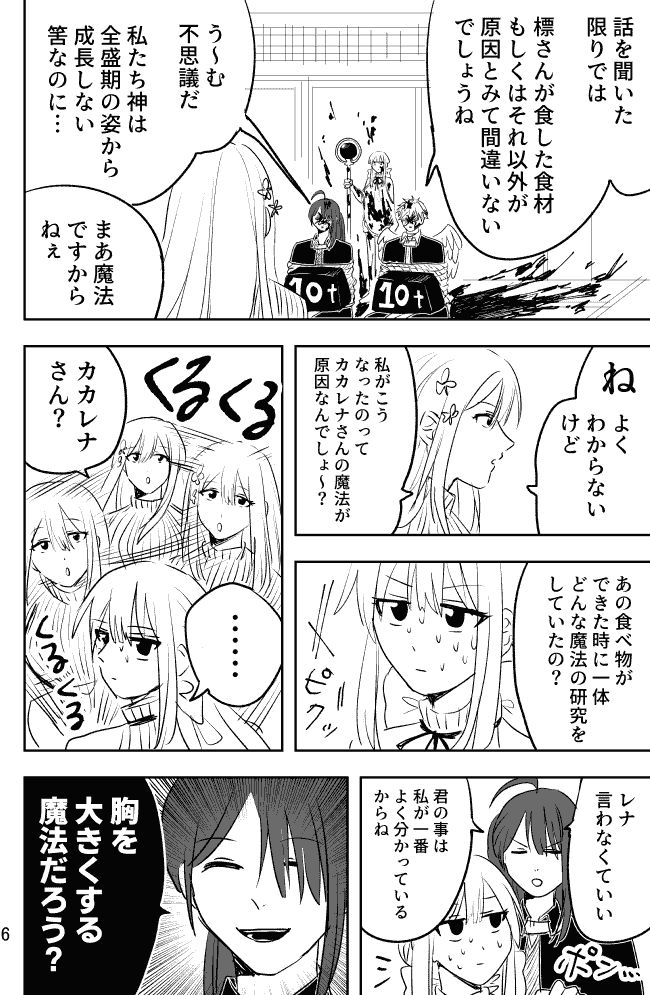 話を聞いた
限りでは
標さんが食した食材
もしくはそれ以外が
原因とみて間違いない
でしょうね
う～む
不思議だ
私たち神は
全盛期の姿から
成長しない
筈なのに…
まあ魔法
ですから
ねぇ
10t
10t
ね
よく
わからない
けど
私がこう
なったのって
カカレナさんの魔法が
原因なんでしょ～？
くるくる
カカレナ
さん？
……
くるくる
あの食べ物が
できた時に一体
どんな魔法の研究を
していたの？
ピクッ
レナ
言わなくていい
君の事は
私が一番
よく分かっている
からね
ポン…
胸を
大きくする
魔法だろう？
6